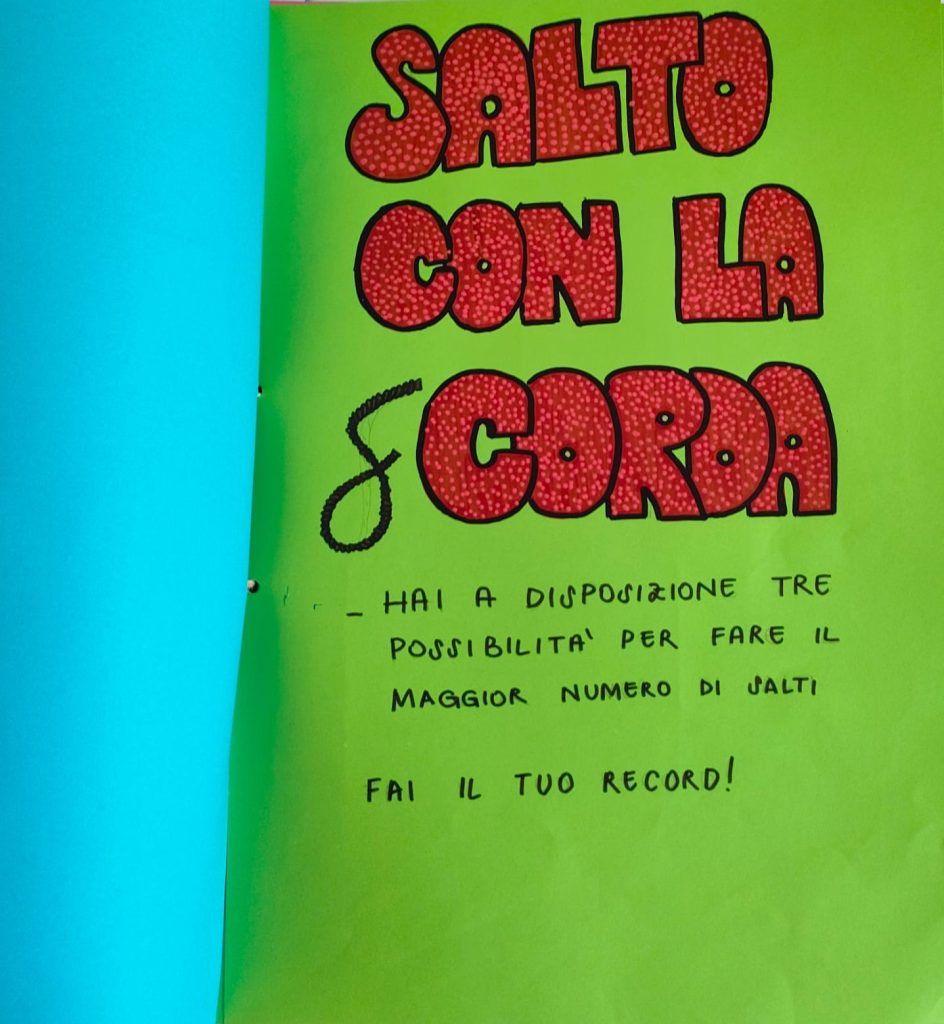 SALTO
CON LA
CORDA
- HAI A DISPOSIZIONE TRE
POSSIBILITA' PER FARE IL
MAGGIOR NUMERO DI SALTI
FAI IL TUO RECORD!